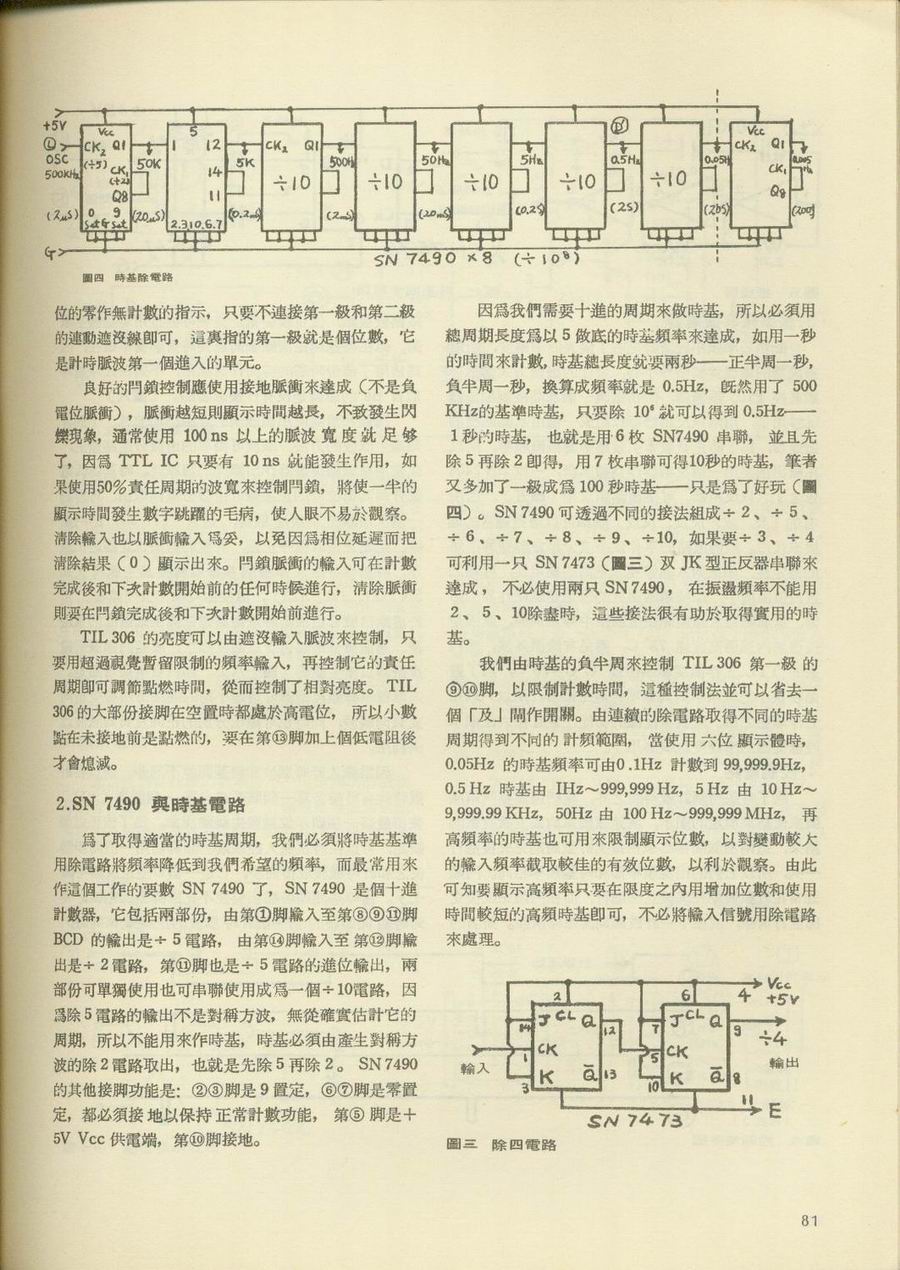 +5V
OSC
500KHz
(2μS)
Vcc
CK₂ Q1
(÷5) CK₁
(÷2)
Q8
0 9
Set G Set
50K
(20μS)
5
1 12
14
11
2.3.10.6.7
5K
(0.2mS)
CK₂ Q1
÷10
500Hz
(2mS)
÷10
50Hz
(20mS)
÷10
5Hz
(0.2S)
÷10
0.5Hz
(2S)
÷10
0.05H
(20S)
Vcc
CK₂ Q1
CK₁
Q8
0.005
Hz
(200S)
G
SN 7490 ×8 (÷10⁸)
圖四 時基除電路
位的零作無計數的指示，只要不連接第一級和第二級
的連動遮沒線卽可，這裏指的第一級就是個位數，它
是計時脈波第一個進入的單元。
良好的門鎖控制應使用接地脈衝來達成（不是負
電位脈衝），脈衝越短則顯示時間越長，不致發生閃
爍現象，通常使用 100 ns 以上的脈波寬度就足够
了，因爲 TTL IC 只要有 10 ns 就能發生作用，如
果使用50%責任周期的波寬來控制門鎖，將使一半的
顯示時間發生數字跳躍的毛病，使人眼不易於觀察。
清除輸入也以脈衝輸入爲妥，以免因爲相位延遲而把
清除結果（0）顯示出來。門鎖脈衝的輸入可在計數
完成後和下次計數開始前的任何時候進行，清除脈衝
則要在門鎖完成後和下次計數開始前進行。
TIL 306 的亮度可以由遮沒輸入脈波來控制，只
要用超過視覺暫留限制的頻率輸入，再控制它的責任
周期卽可調節點燃時間，從而控制了相對亮度。TIL
306 的大部份接脚在空置時都處於高電位，所以小數
點在未接地前是點燃的，要在第⑬脚加上個低電阻後
才會熄滅。
2.SN 7490 與時基電路
爲了取得適當的時基周期，我們必須將時基基準
用除電路將頻率降低到我們希望的頻率，而最常用來
作這個工作的要數 SN 7490 了，SN 7490 是個十進
計數器，它包括兩部份，由第①脚輸入至第⑧⑨⑪脚
BCD 的輸出是÷ 5 電路，由第⑭脚輸入至 第⑫脚輸
出是÷ 2 電路，第⑪脚也是÷ 5 電路的進位輸出，兩
部份可單獨使用也可串聯使用成爲一個÷10電路，因
爲除 5 電路的輸出不是對稱方波，無從確實估計它的
周期，所以不能用來作時基，時基必須由產生對稱方
波的除 2 電路取出，也就是先除 5 再除 2 。SN 7490
的其他接脚功能是：②③脚是 9 置定，⑥⑦脚是零置
定，都必須接 地以保持 正常計數功能，第⑤ 脚是＋
5V Vcc 供電端，第⑩脚接地。
因爲我們需要十進的周期來做時基，所以必須用
總周期長度爲以 5 做底的時基頻率來達成，如用一秒
的時間來計數，時基總長度就要兩秒——正半周一秒，
負半周一秒，換算成頻率就是 0.5Hz，旣然用了 500
KHz的基準時基，只要除 10⁶ 就可以得到 0.5Hz——
1 秒的時基，也就是用 6 枚 SN7490 串聯，並且先
除 5 再除 2 卽得，用 7 枚串聯可得10秒的時基，筆者
又多加了一級成爲 100 秒時基——只是爲了好玩（圖
四）。SN 7490 可透過不同的接法組成÷ 2 、÷ 5 、
÷ 6 、÷ 7 、÷ 8 、÷ 9 、÷10，如果要÷ 3 、÷ 4
可利用一只 SN 7473（圖三）双 JK 型正反器串聯來
達成，不必使用兩只 SN 7490，在振盪頻率不能用
2 、 5 、10除盡時，這些接法很有助於取得實用的時
基。
我們由時基的負半周來控制 TIL 306 第一級 的
⑨⑩脚，以限制計數時間，這種控制法並可以省去一
個「及」閘作開關。由連續的除電路取得不同的時基
周期得到不同的 計頻範圍，當使用 六位 顯示體時，
0.05Hz 的時基頻率可由0 .1Hz 計數到 99,999.9Hz，
0.5 Hz 時基由 IHz～999,999 Hz，5 Hz 由 10 Hz～
9,999.99 KHz，50Hz 由 100 Hz～999,999 MHz，再
高頻率的時基也可用來限制顯示位數，以對變動較大
的輸入頻率截取較佳的有效位數，以利於觀察。由此
可知要顯示高頻率只要在限度之內用增加位數和使用
時間較短的高頻時基卽可，不必將輸入信號用除電路
來處理。
2
14 J CL Q 12
1 CK
輸入
3 K Q̄ 13
6
7 J CL Q 9
5 CK
10 K Q̄ 8
4 Vcc
+5V
÷4
輸出
11 E
SN 7473
圖三 除四電路
81